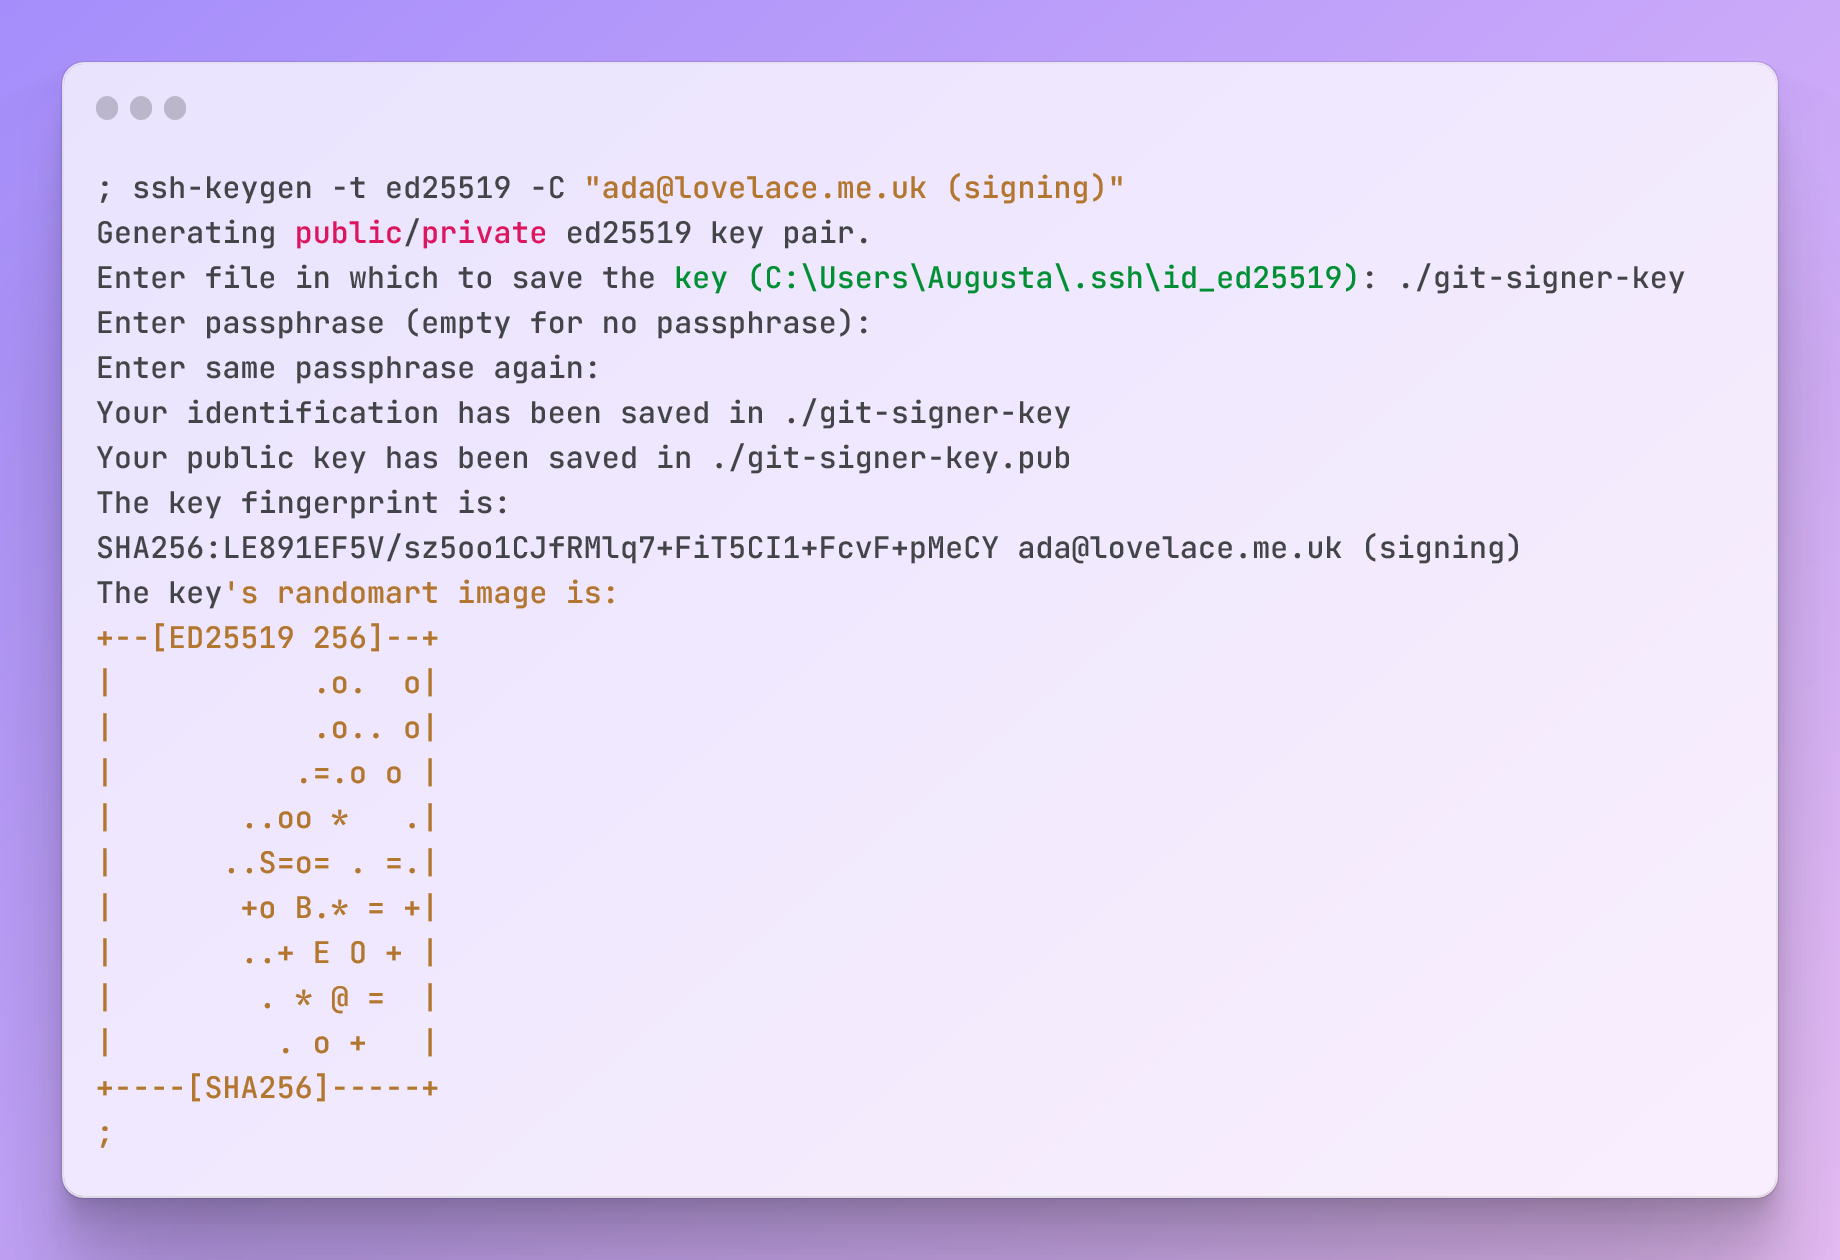 ; ssh-keygen -t ed25519 -C "ada@lovelace.me.uk (signing)"
Generating public/private ed25519 key pair.
Enter file in which to save the key (C:\Users\Augusta\.ssh\id_ed25519): ./git-signer-key
Enter passphrase (empty for no passphrase):
Enter same passphrase again:
Your identification has been saved in ./git-signer-key
Your public key has been saved in ./git-signer-key.pub
The key fingerprint is:
SHA256:LE891EF5V/sz5oo1CJfRMlq7+FiT5CI1+FcvF+pMeCY ada@lovelace.me.uk (signing)
The key's randomart image is:
+--[ED25519 256]--+
|           .o.  o|
|           .o.. o|
|          .=.o o |
|       ..oo *   .|
|      ..S=o= . =.|
|       +o B.* = +|
|       ..+ E O + |
|        . * @ =  |
|         . o +   |
+----[SHA256]-----+
;